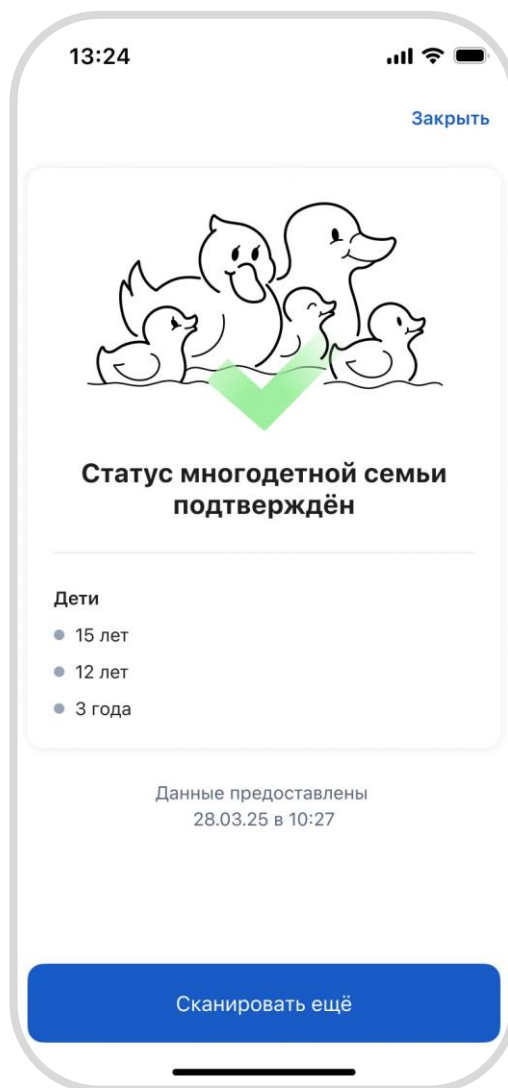 13:24
Закрыть
Статус многодетной семьи
подтверждён
Дети
15 лет
12 лет
3 года
Данные предоставлены
28.03.25 в 10:27
Сканировать ещё